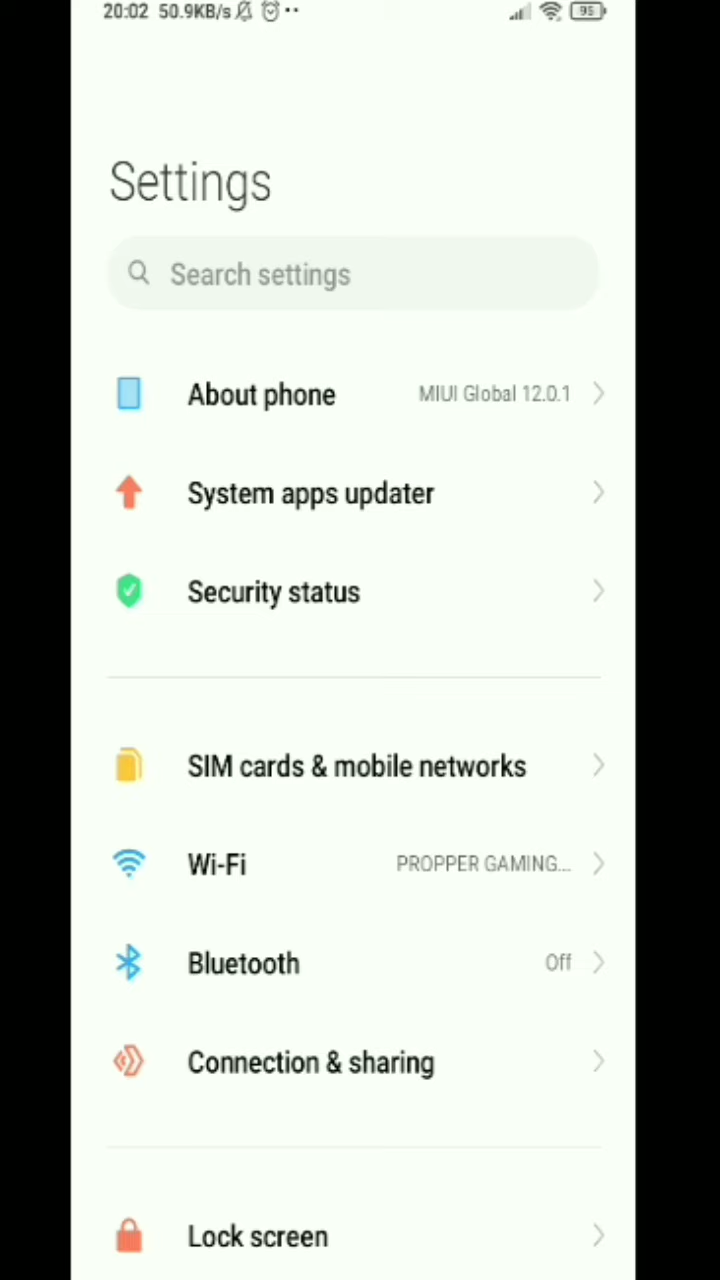 20:02 50.9KB/s 95
Settings
Search settings
About phone MIUI Global 12.0.1
System apps updater
Security status
SIM cards & mobile networks
Wi-Fi PROPPER GAMING...
Bluetooth Off
Connection & sharing
Lock screen